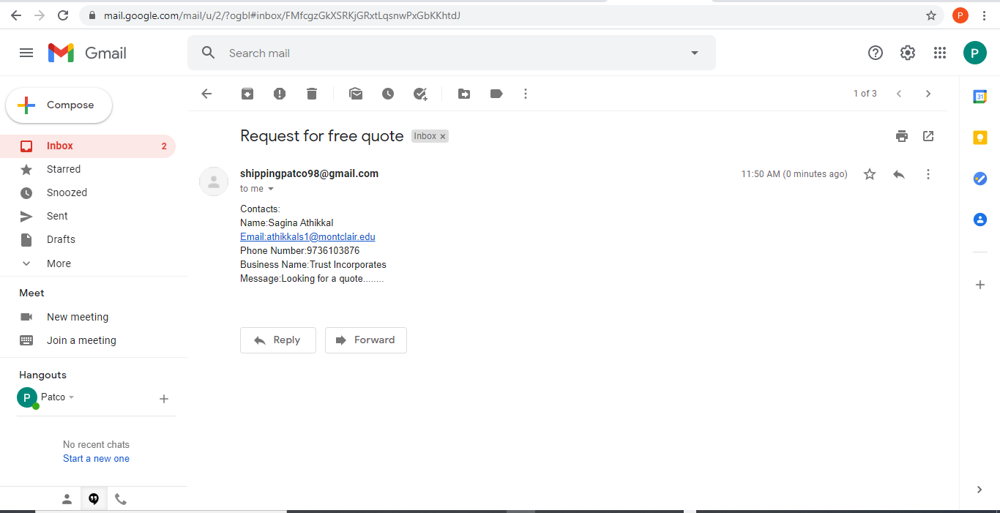 mail.google.com/mail/u/2/?ogbl#inbox/FMfcgzGkXSRKjGRxtLqsnwPxGbKKhtdJ
P
Gmail
Search mail
P
Compose
1 of 3
31
Request for free quote Inbox ×
Inbox 2
Starred
Snoozed
Sent
Drafts
More
shippingpatco98@gmail.com
11:50 AM (0 minutes ago)
to me
Contacts:
Name:Sagina Athikkal
Email:athikkals1@montclair.edu
Phone Number:9736103876
Business Name:Trust Incorporates
Message:Looking for a quote........
Reply
Forward
Meet
New meeting
Join a meeting
Hangouts
P Patco
No recent chats
Start a new one